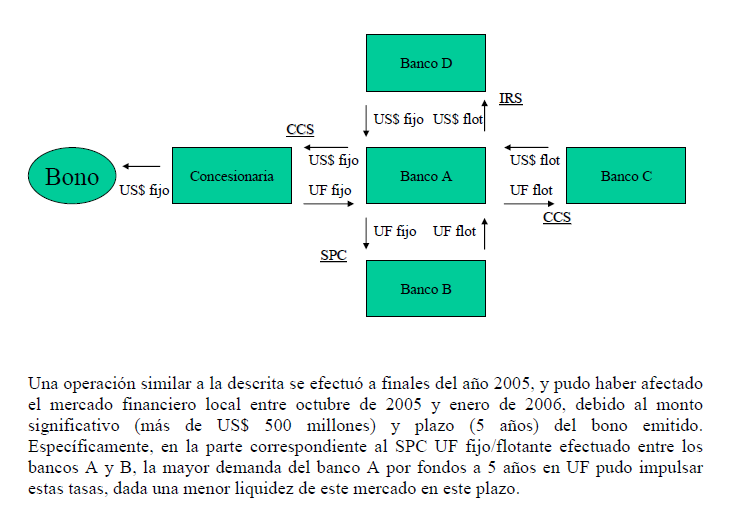 Banco D
IRS
US$ fijo US$ flot
CCS
US$ fijo
US$ flot
Bono
Concesionaria
Banco A
Banco C
US$ fijo
UF fijo
UF flot
CCS
UF fijo UF flot
SPC
Banco B
Una operación similar a la descrita se efectuó a finales del año 2005, y pudo haber afectado
el mercado financiero local entre octubre de 2005 y enero de 2006, debido al monto
significativo (más de US$ 500 millones) y plazo (5 años) del bono emitido.
Específicamente, en la parte correspondiente al SPC UF fijo/flotante efectuado entre los
bancos A y B, la mayor demanda del banco A por fondos a 5 años en UF pudo impulsar
estas tasas, dada una menor liquidez de este mercado en este plazo.